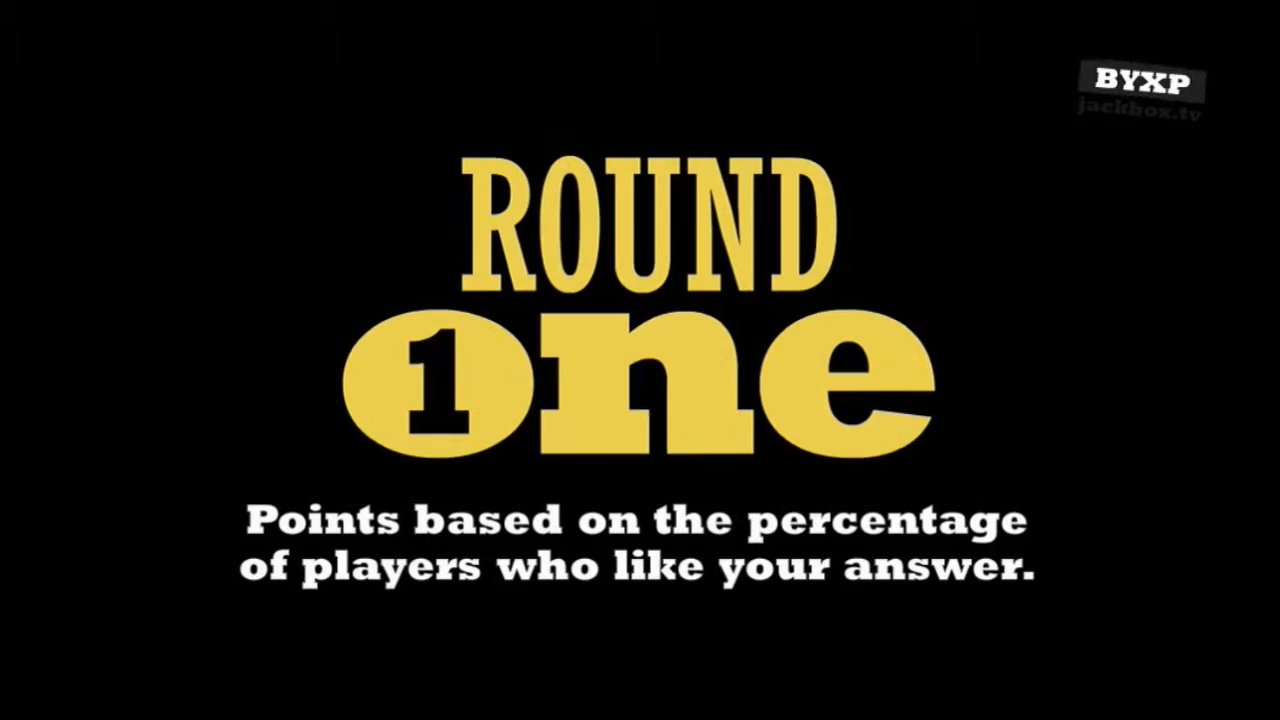 BYXP
jackbox.tv
ROUND
1ne
Points based on the percentage
of players who like your answer.